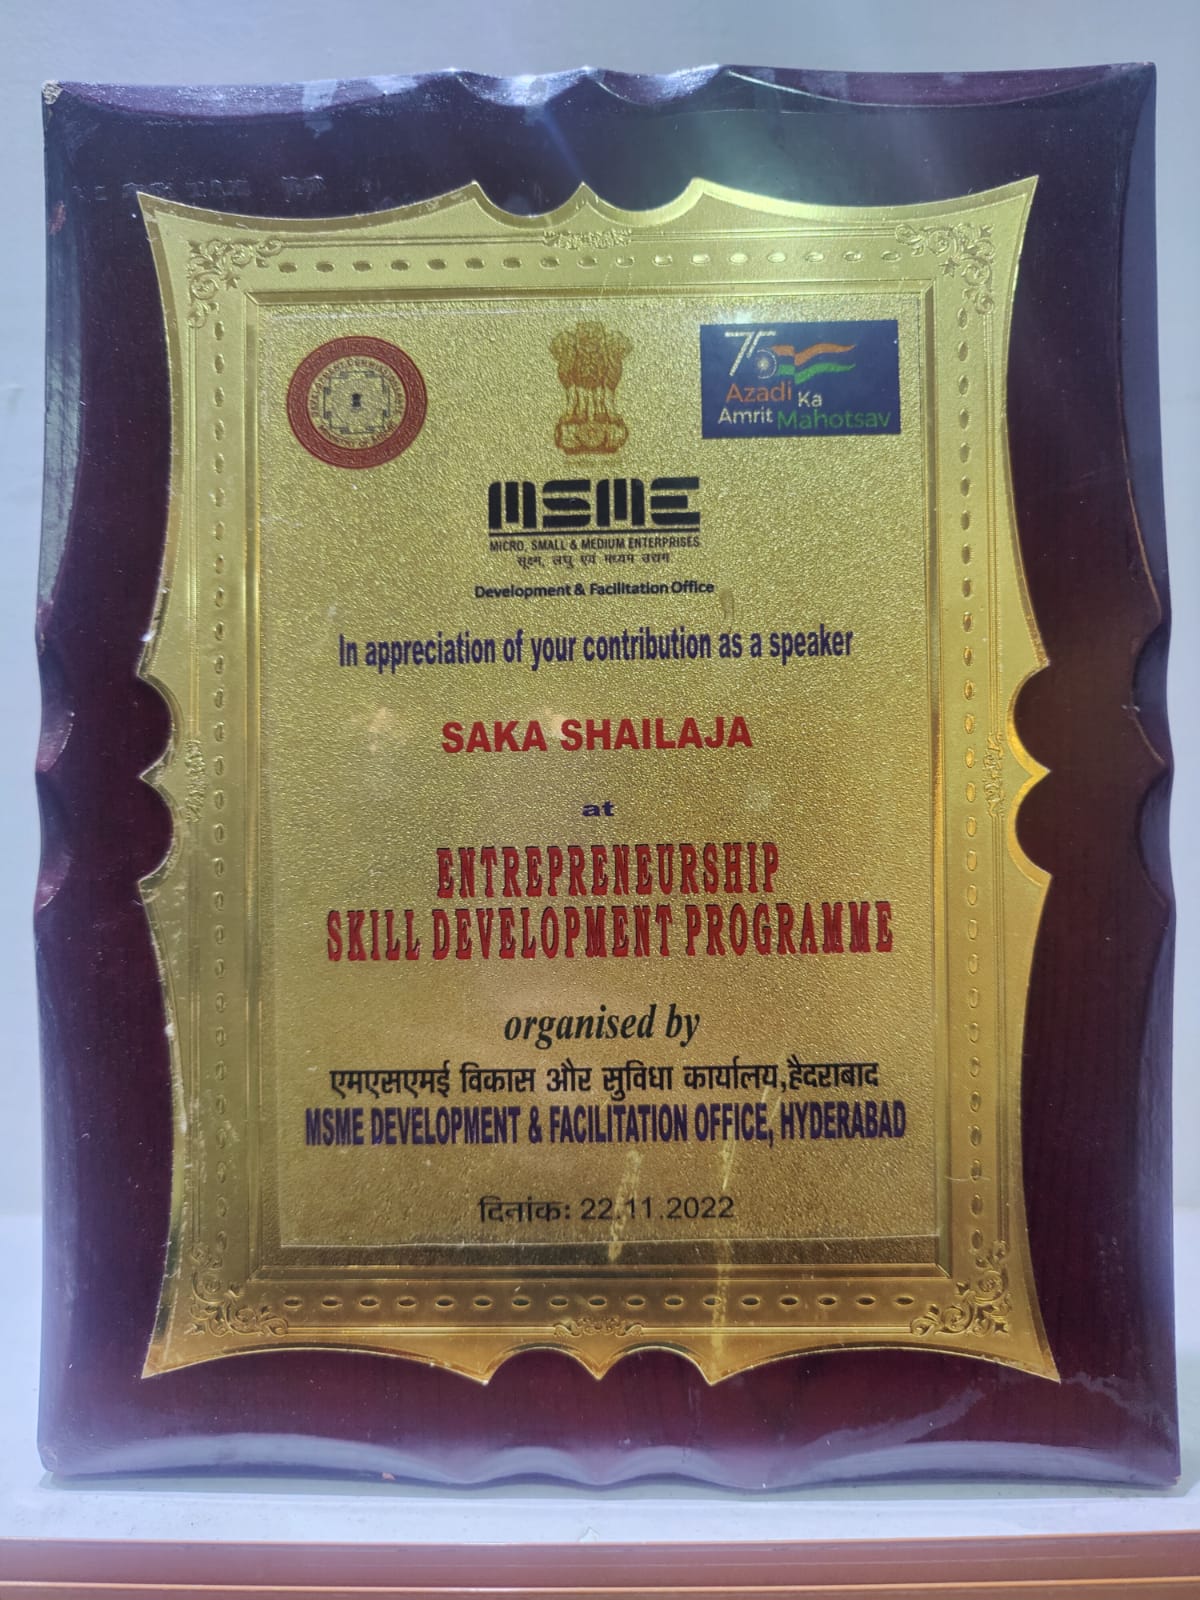 75
Azadi Ka
Amrit Mahotsav
MSME
MICRO, SMALL & MEDIUM ENTERPRISES
सूक्ष्म, लघु एवं मध्यम उद्यम
Development & Facilitation Office
In appreciation of your contribution as a speaker
SAKA SHAILAJA
at
ENTREPRENEURSHIP
SKILL DEVELOPMENT PROGRAMME
organised by
एमएसएमई विकास और सुविधा कार्यालय,हैदराबाद
MSME DEVELOPMENT & FACILITATION OFFICE, HYDERABAD
दिनांक: 22.11.2022